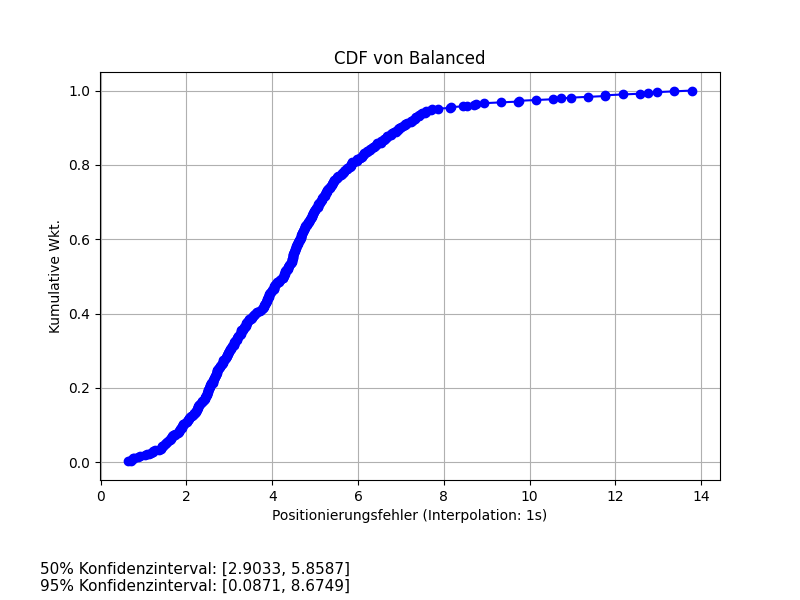 CDF von Balanced
1.0
0.8
0.6
0.4
0.2
0.0
Kumulative Wkt.
0 2 4 6 8 10 12 14
Positionierungsfehler (Interpolation: 1s)
50% Konfidenzinterval: [2.9033, 5.8587]
95% Konfidenzinterval: [0.0871, 8.6749]